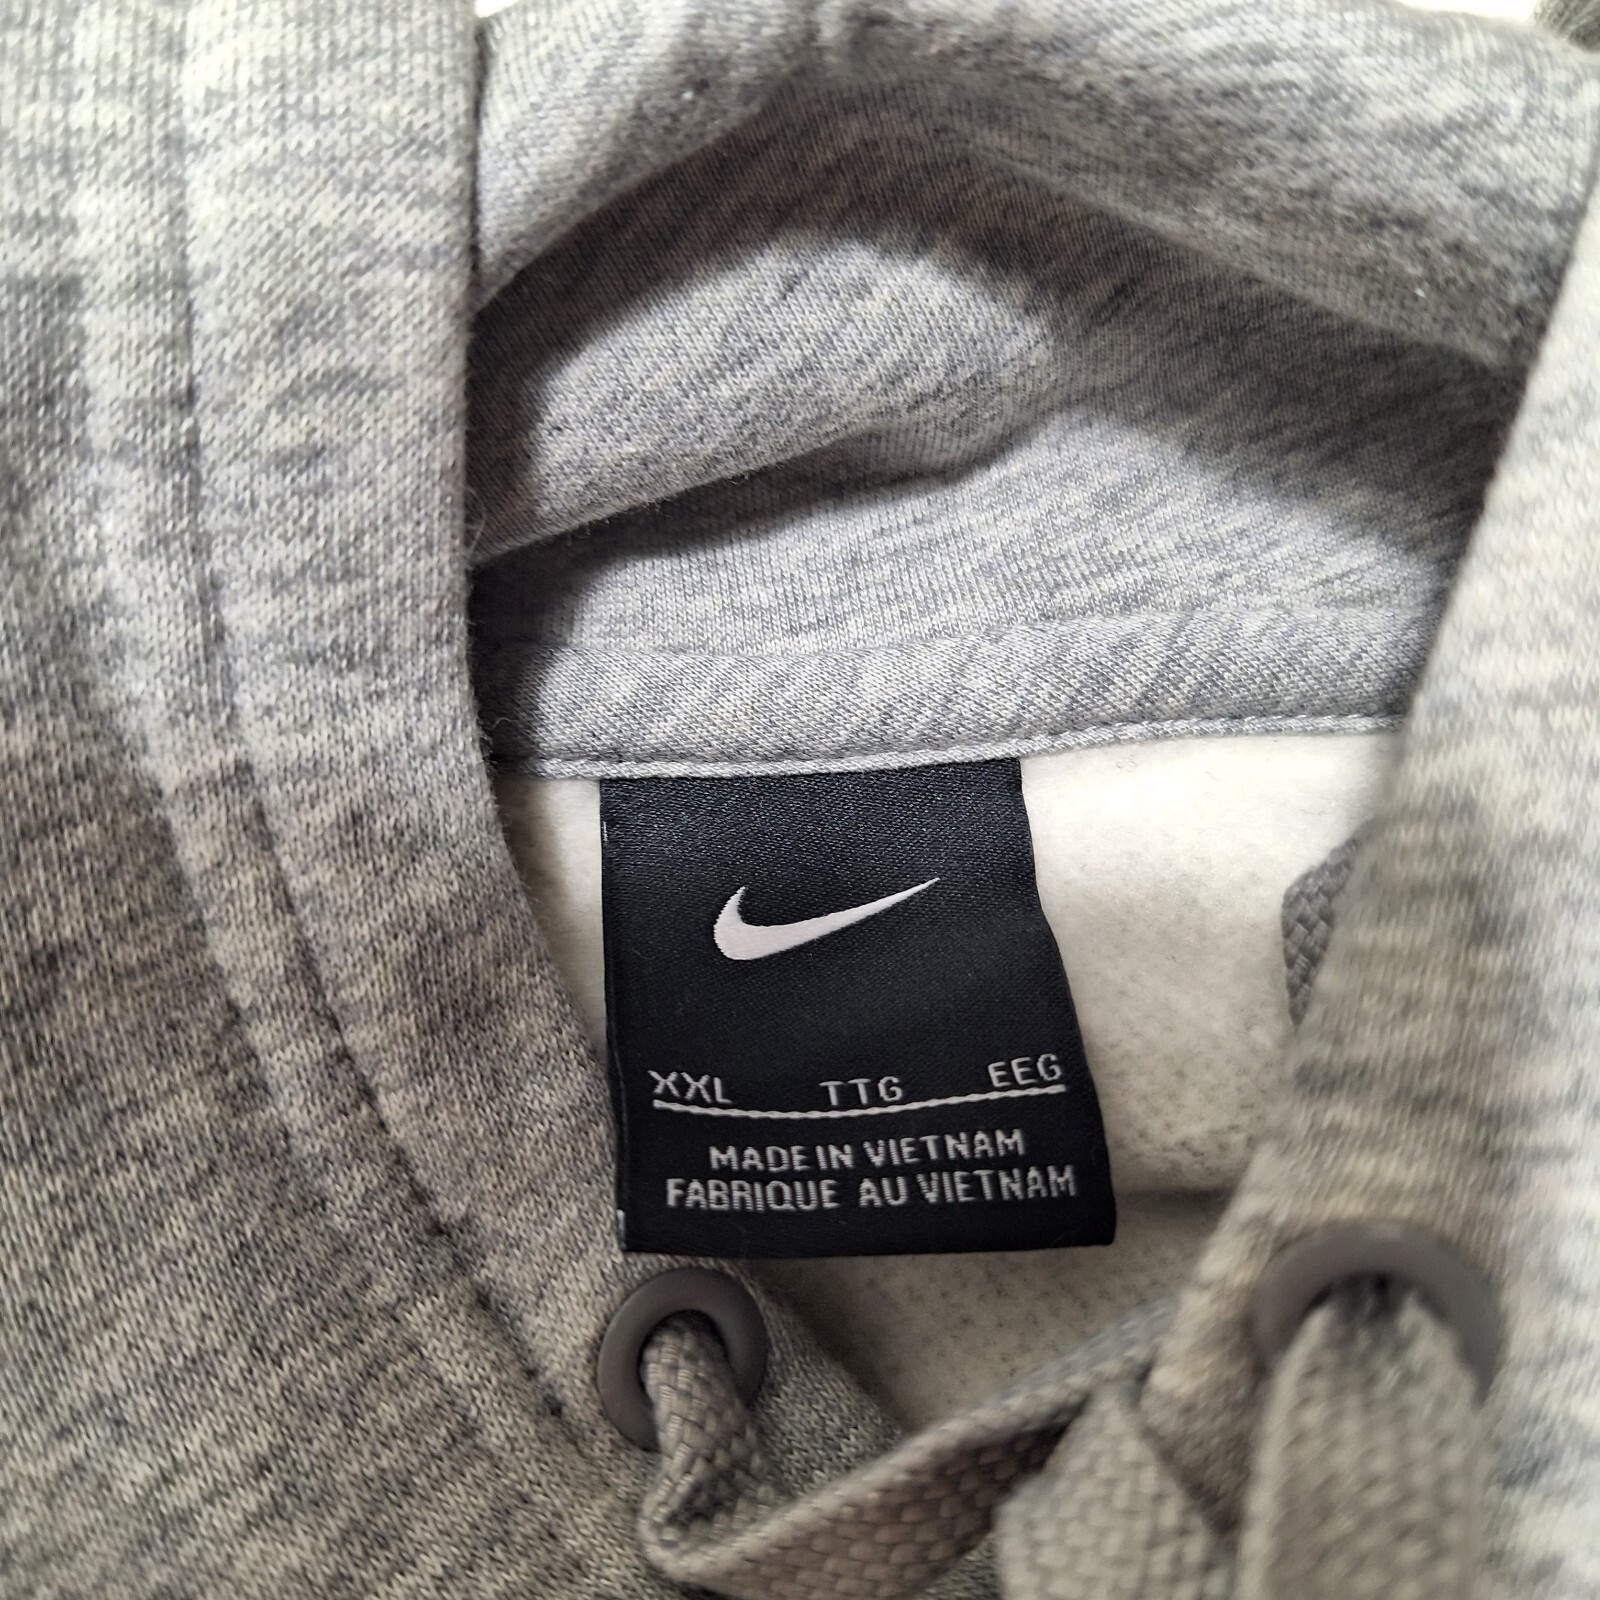 XXL TTG EEG
MADE IN VIETNAM
FABRIQUE AU VIETNAM